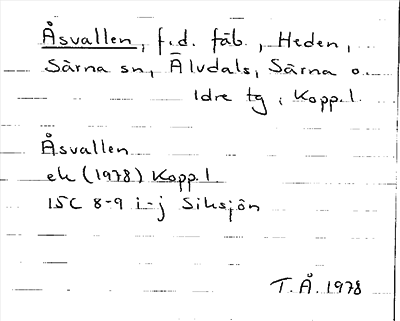 Åsvallen, f.d. fäb., Heden,
Särna sn, Älvdals, Särna o.
Idre tg, Kopp.l.
Åsvallen
ek (1978) Kopp.l
15C 8-9 i-j Siksjön
T.Å. 1978